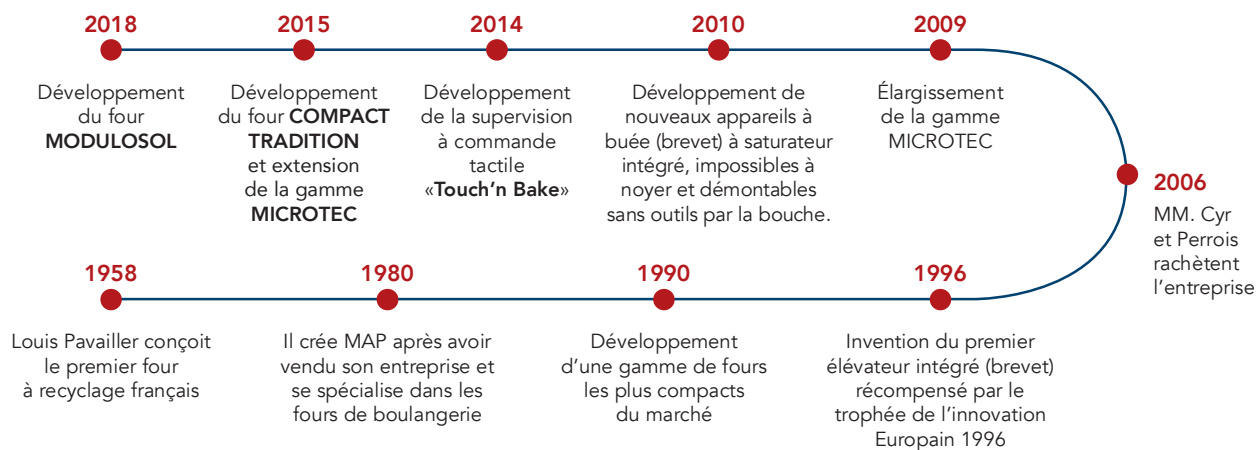 2018
Développement
du four
MODULOSOL
2015
Développement
du four COMPACT
TRADITION
et extension
de la gamme
MICROTEC
2014
Développement
de la supervision
à commande
tactile
«Touch’n Bake»
2010
Développement de
nouveaux appareils à
buée (brevet) à saturateur
intégré, impossibles à
noyer et démontables
sans outils par la bouche.
2009
Élargissement
de la gamme
MICROTEC
2006
MM. Cyr
et Perrois
rachètent
l’entreprise
1958
Louis Pavailler conçoit
le premier four
à recyclage français
1980
Il crée MAP après avoir
vendu son entreprise et
se spécialise dans les
fours de boulangerie
1990
Développement
d’une gamme de fours
les plus compacts
du marché
1996
Invention du premier
élévateur intégré (brevet)
récompensé par le
trophée de l’innovation
Europain 1996